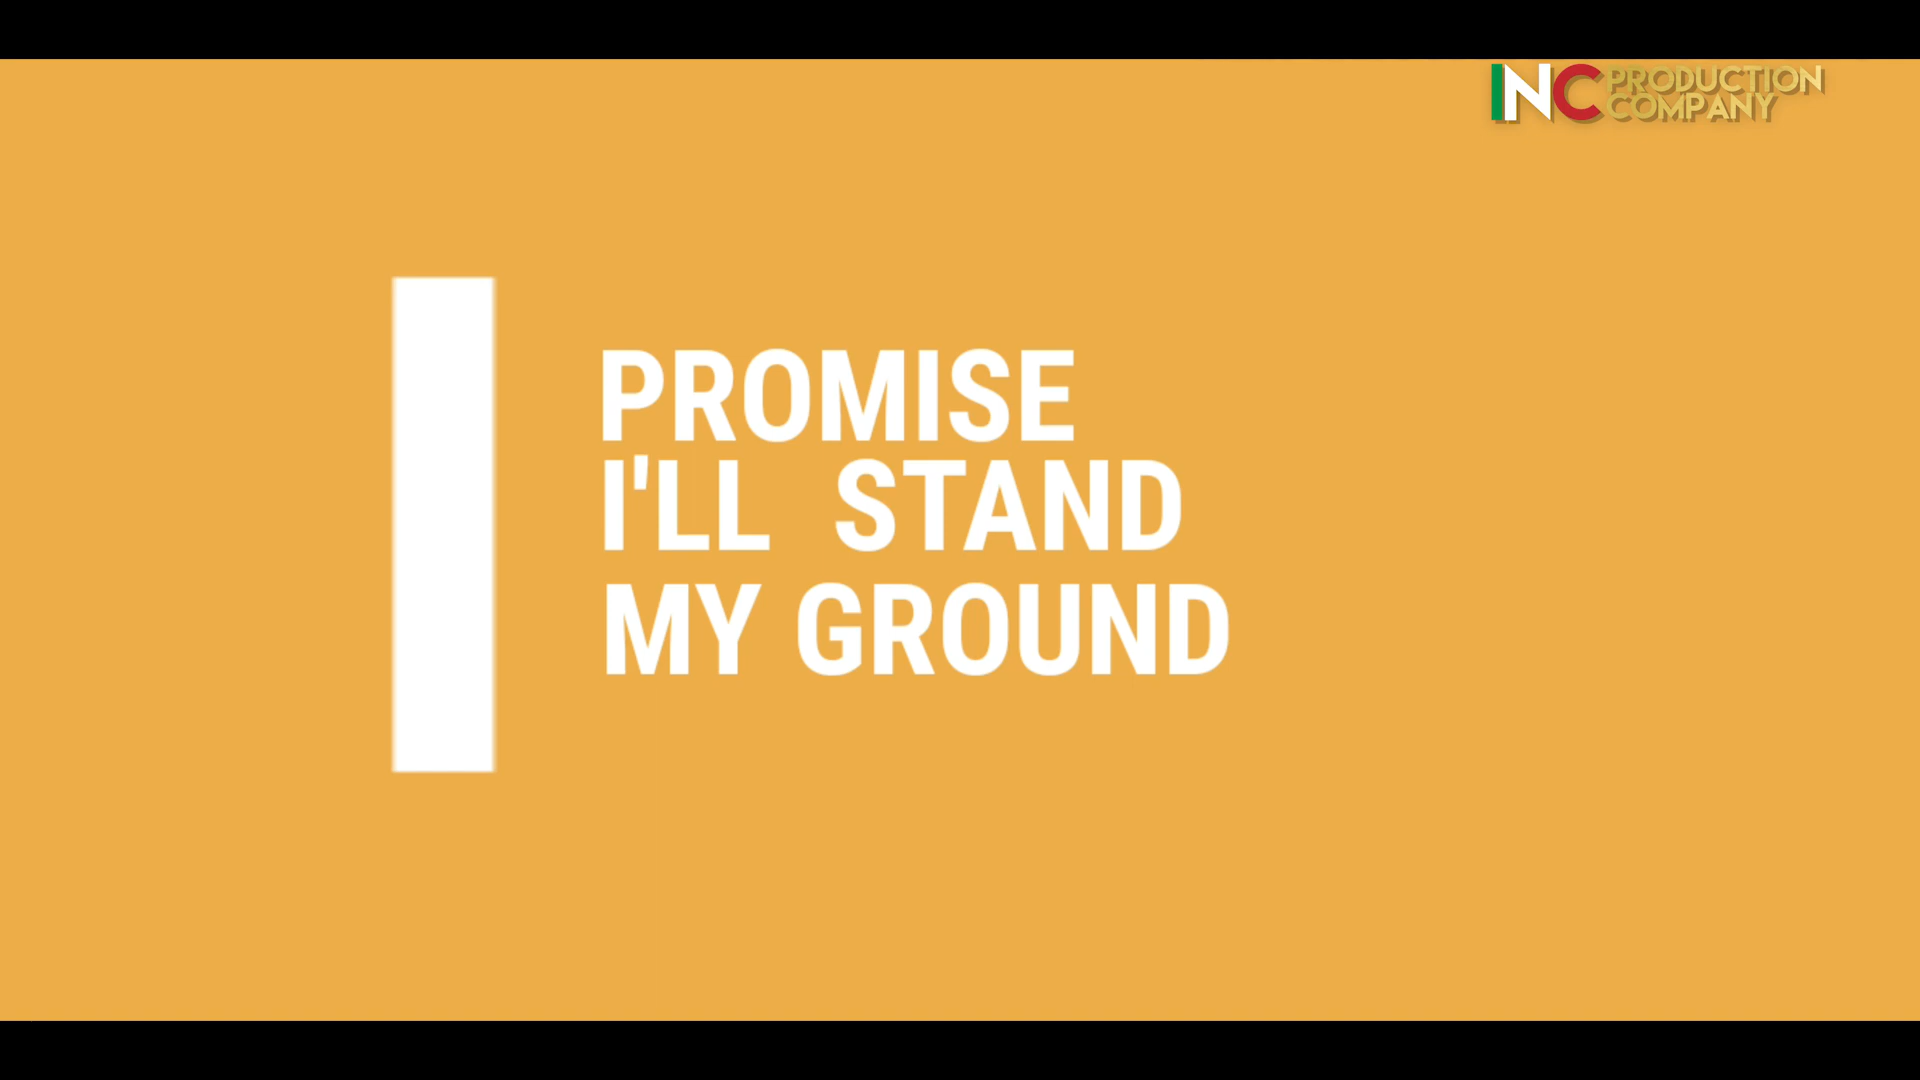 INC PRODUCTION
COMPANY
I PROMISE
I'LL STAND
MY GROUND